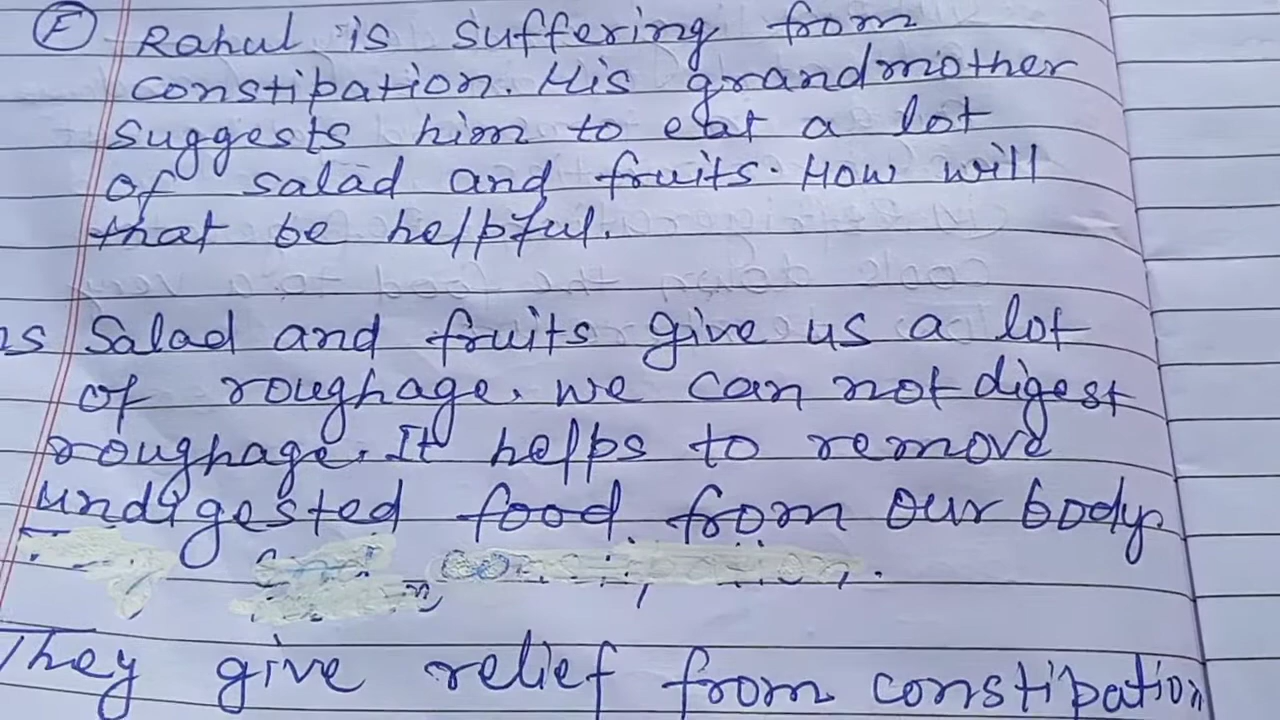 F Rahul is suffering from
constipation. His grandmother
suggests him to eat a lot
of salad and fruits. How will
that be helpful.
ns Salad and fruits give us a lot
of roughage. we can not digest
roughage. It helps to remove
undigested food from our body
They give relief from constipation